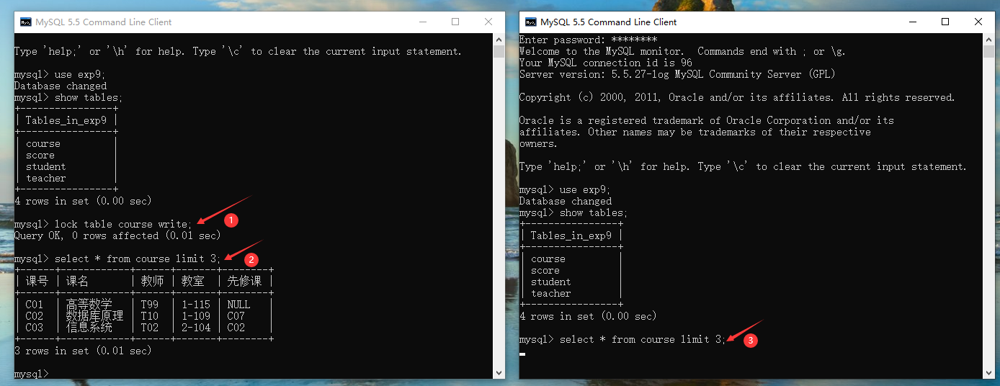 MySQL 5.5 Command Line Client
Type 'help;' or '\h' for help. Type '\c' to clear the current input statement.
mysql> use exp9;
Database changed
mysql> show tables;
+----------------+
| Tables_in_exp9 |
+----------------+
| course         |
| score          |
| student        |
| teacher        |
+----------------+
4 rows in set (0.00 sec)
mysql> lock table course write;
1
Query OK, 0 rows affected (0.01 sec)
mysql> select * from course limit 3;
2
+------+------------+------+-------+--------+
| 课号 | 课名       | 教师 | 教室  | 先修课 |
+------+------------+------+-------+--------+
| C01  | 高等数学   | T99  | 1-115 | NULL   |
| C02  | 数据库原理 | T10  | 1-109 | C07    |
| C03  | 信息系统   | T02  | 2-104 | C02    |
+------+------------+------+-------+--------+
3 rows in set (0.01 sec)
mysql>
MySQL 5.5 Command Line Client
Enter password: ********
Welcome to the MySQL monitor.  Commands end with ; or \g.
Your MySQL connection id is 96
Server version: 5.5.27-log MySQL Community Server (GPL)
Copyright (c) 2000, 2011, Oracle and/or its affiliates. All rights reserved.
Oracle is a registered trademark of Oracle Corporation and/or its
affiliates. Other names may be trademarks of their respective
owners.
Type 'help;' or '\h' for help. Type '\c' to clear the current input statement.
mysql> use exp9;
Database changed
mysql> show tables;
+----------------+
| Tables_in_exp9 |
+----------------+
| course         |
| score          |
| student        |
| teacher        |
+----------------+
4 rows in set (0.00 sec)
mysql> select * from course limit 3;
3